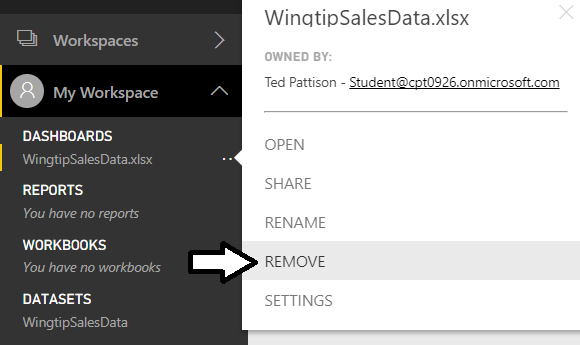 Workspaces
My Workspace
DASHBOARDS
WingtipSalesData.xlsx
REPORTS
You have no reports
WORKBOOKS
You have no workbooks
DATASETS
WingtipSalesData
WingtipSalesData.xlsx
OWNED BY:
Ted Pattison - Student@cpt0926.onmicrosoft.com
OPEN
SHARE
RENAME
REMOVE
SETTINGS